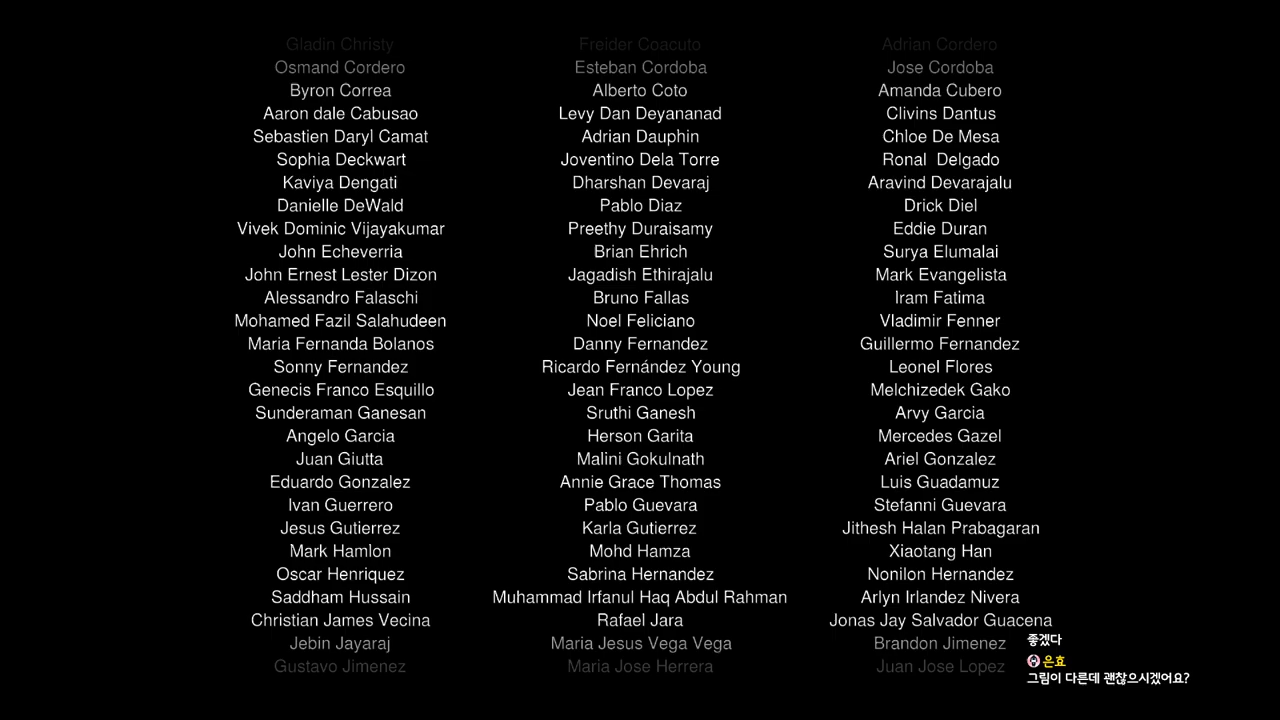 Gladin Christy Freider Coacuto Adrian Cordero
Osmand Cordero Esteban Cordoba Jose Cordoba
Byron Correa Alberto Coto Amanda Cubero
Aaron dale Cabusao Levy Dan Deyananad Clivins Dantus
Sebastien Daryl Camat Adrian Dauphin Chloe De Mesa
Sophia Deckwart Joventino Dela Torre Ronal  Delgado
Kaviya Dengati Dharshan Devaraj Aravind Devarajalu
Danielle DeWald Pablo Diaz Drick Diel
Vivek Dominic Vijayakumar Preethy Duraisamy Eddie Duran
John Echeverria Brian Ehrich Surya Elumalai
John Ernest Lester Dizon Jagadish Ethirajalu Mark Evangelista
Alessandro Falaschi Bruno Fallas Iram Fatima
Mohamed Fazil Salahudeen Noel Feliciano Vladimir Fenner
Maria Fernanda Bolanos Danny Fernandez Guillermo Fernandez
Sonny Fernandez Ricardo Fernández Young Leonel Flores
Genecis Franco Esquillo Jean Franco Lopez Melchizedek Gako
Sunderaman Ganesan Sruthi Ganesh Arvy Garcia
Angelo Garcia Herson Garita Mercedes Gazel
Juan Giutta Malini Gokulnath Ariel Gonzalez
Eduardo Gonzalez Annie Grace Thomas Luis Guadamuz
Ivan Guerrero Pablo Guevara Stefanni Guevara
Jesus Gutierrez Karla Gutierrez Jithesh Halan Prabagaran
Mark Hamlon Mohd Hamza Xiaotang Han
Oscar Henriquez Sabrina Hernandez Nonilon Hernandez
Saddham Hussain Muhammad Irfanul Haq Abdul Rahman Arlyn Irlandez Nivera
Christian James Vecina Rafael Jara Jonas Jay Salvador Guacena
Jebin Jayaraj Maria Jesus Vega Vega Brandon Jimenez
Gustavo Jimenez Maria Jose Herrera Juan Jose Lopez
좋겠다
은효
그림이 다른데 괜찮으시겠어요?